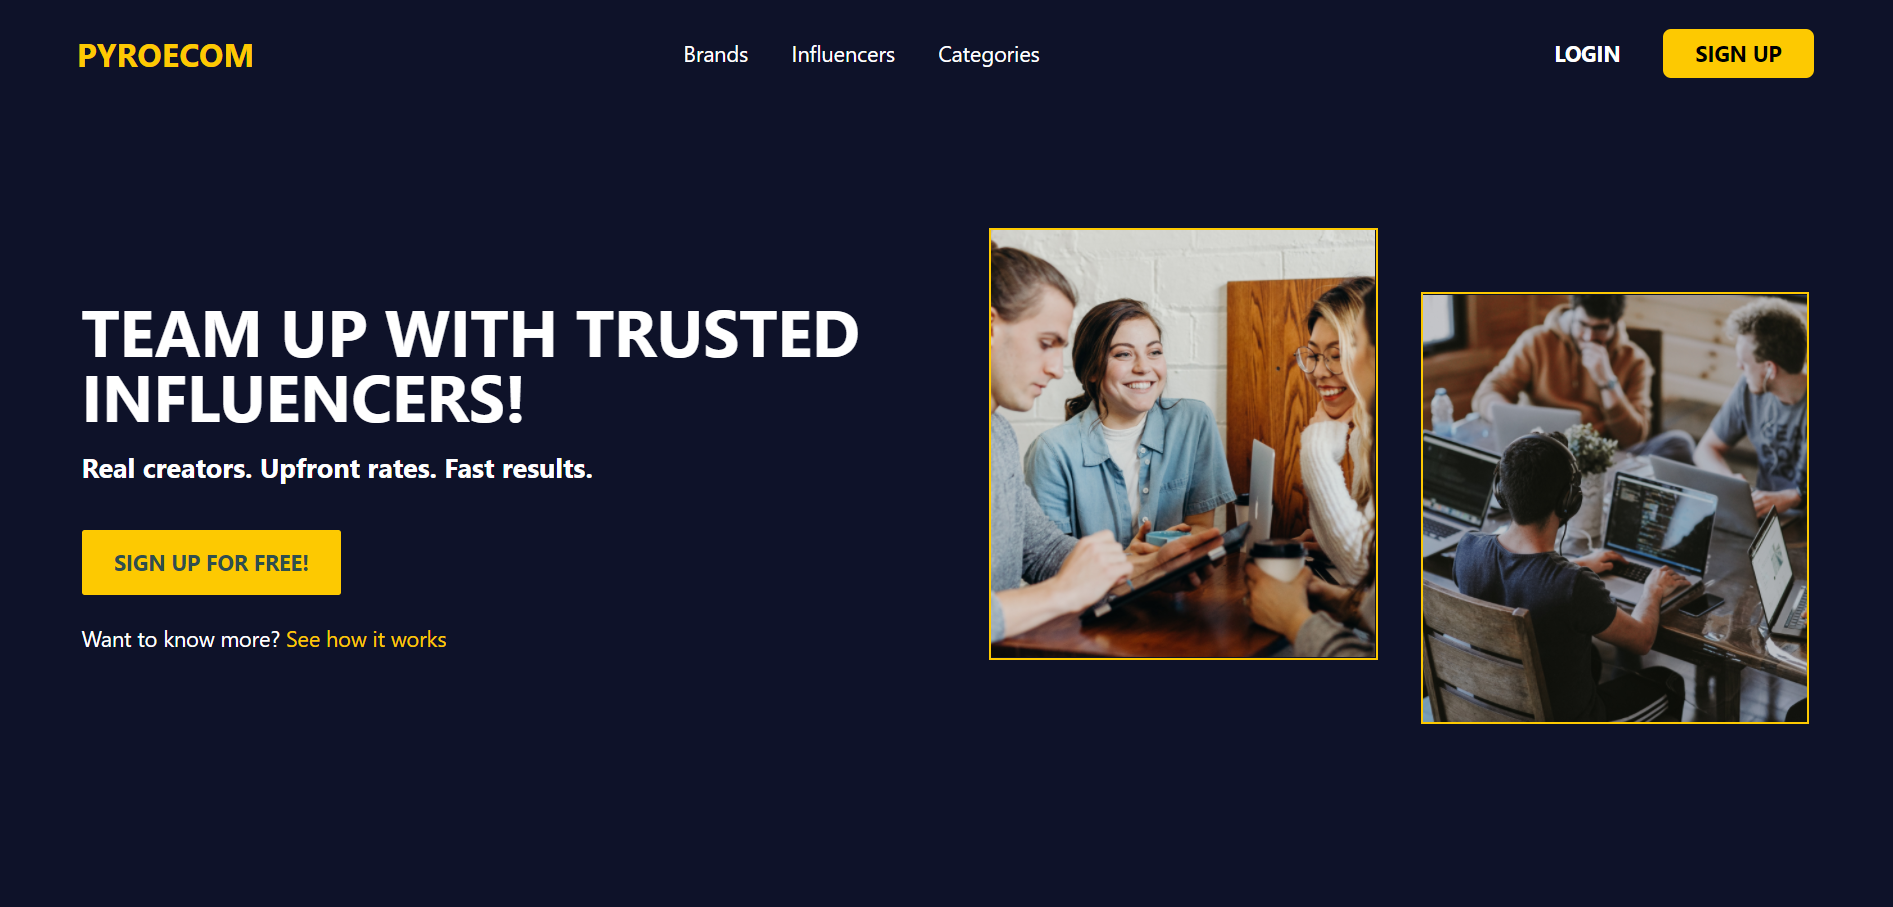 PYROECOM
Brands Influencers Categories
LOGIN
SIGN UP
TEAM UP WITH TRUSTED
INFLUENCERS!
Real creators. Upfront rates. Fast results.
SIGN UP FOR FREE!
Want to know more? See how it works